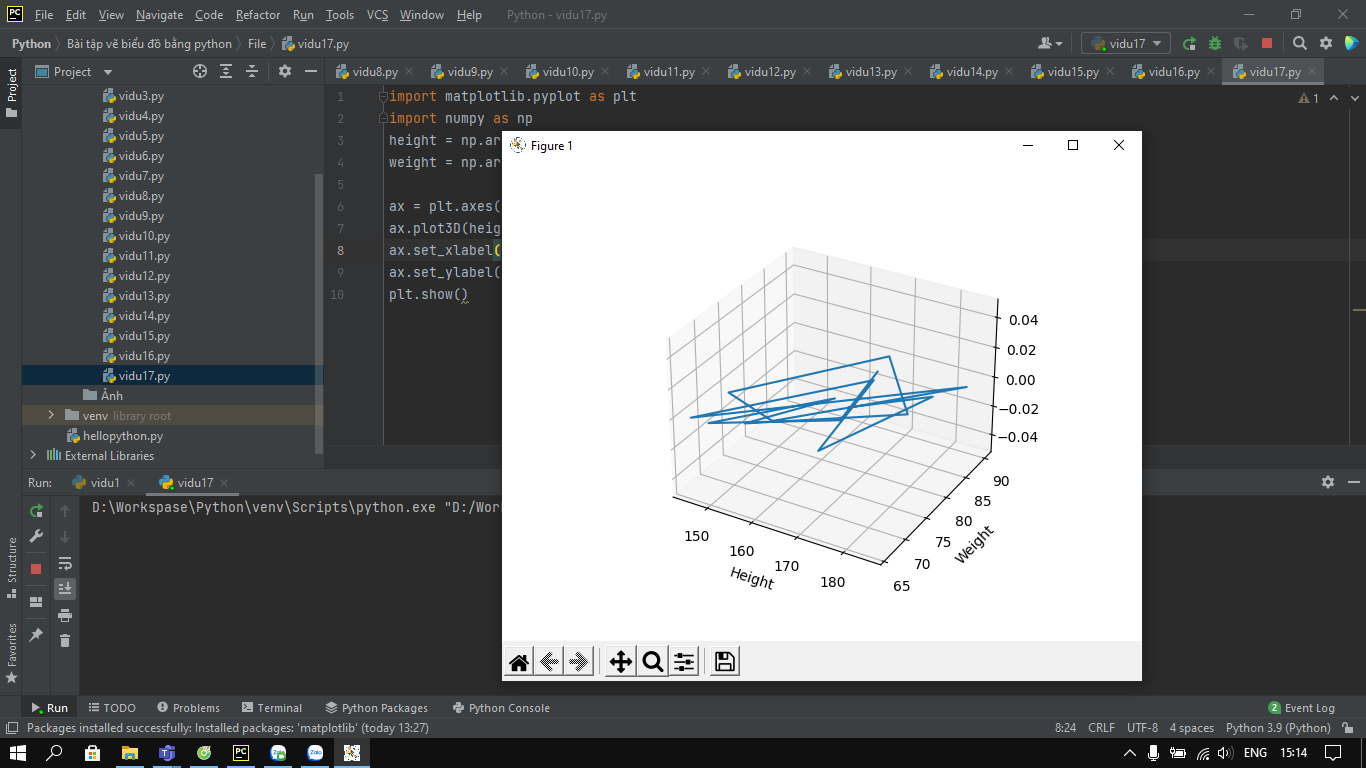 PC File Edit View Navigate Code Refactor Run Tools VCS Window Help Python - vidu17.py
Python Bài tập vẽ biểu đồ bằng python File vidu17.py vidu17
Project Project vidu8.py vidu9.py vidu10.py vidu11.py vidu12.py vidu13.py vidu14.py vidu15.py vidu16.py vidu17.py
vidu3.py
vidu4.py
vidu5.py
vidu6.py
vidu7.py
vidu8.py
vidu9.py
vidu10.py
vidu11.py
vidu12.py
vidu13.py
vidu14.py
vidu15.py
vidu16.py
vidu17.py
Ảnh
venv library root
hellopython.py
External Libraries
1 import matplotlib.pyplot as plt
2 import numpy as np
3 height = np.ar
4 weight = np.ar
5
6 ax = plt.axes(
7 ax.plot3D(heig
8 ax.set_xlabel(
9 ax.set_ylabel(
10 plt.show()
1
Figure 1
0.04
0.02
0.00
−0.02
−0.04
90
85
80
75
70
65
Weight
150
160
170
180
Height
Run: vidu1 vidu17
D:\Workspase\Python\venv\Scripts\python.exe "D:/Wor
Structure
Favorites
Run TODO Problems Terminal Python Packages Python Console 2 Event Log
Packages installed successfully: Installed packages: 'matplotlib' (today 13:27) 8:24 CRLF UTF-8 4 spaces Python 3.9 (Python)
PC Zalo Zalo ENG 15:14